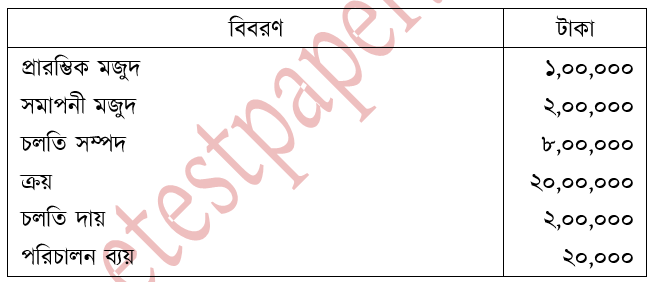 বিবরণ টাকা
প্রারম্ভিক মজুদ ১,০০,০০০
সমাপনী মজুদ ২,০০,০০০
চলতি সম্পদ ৮,০০,০০০
ক্রয় ২০,০০,০০০
চলতি দায় ২,০০,০০০
পরিচালন ব্যয় ২০,০০০
etestpaper